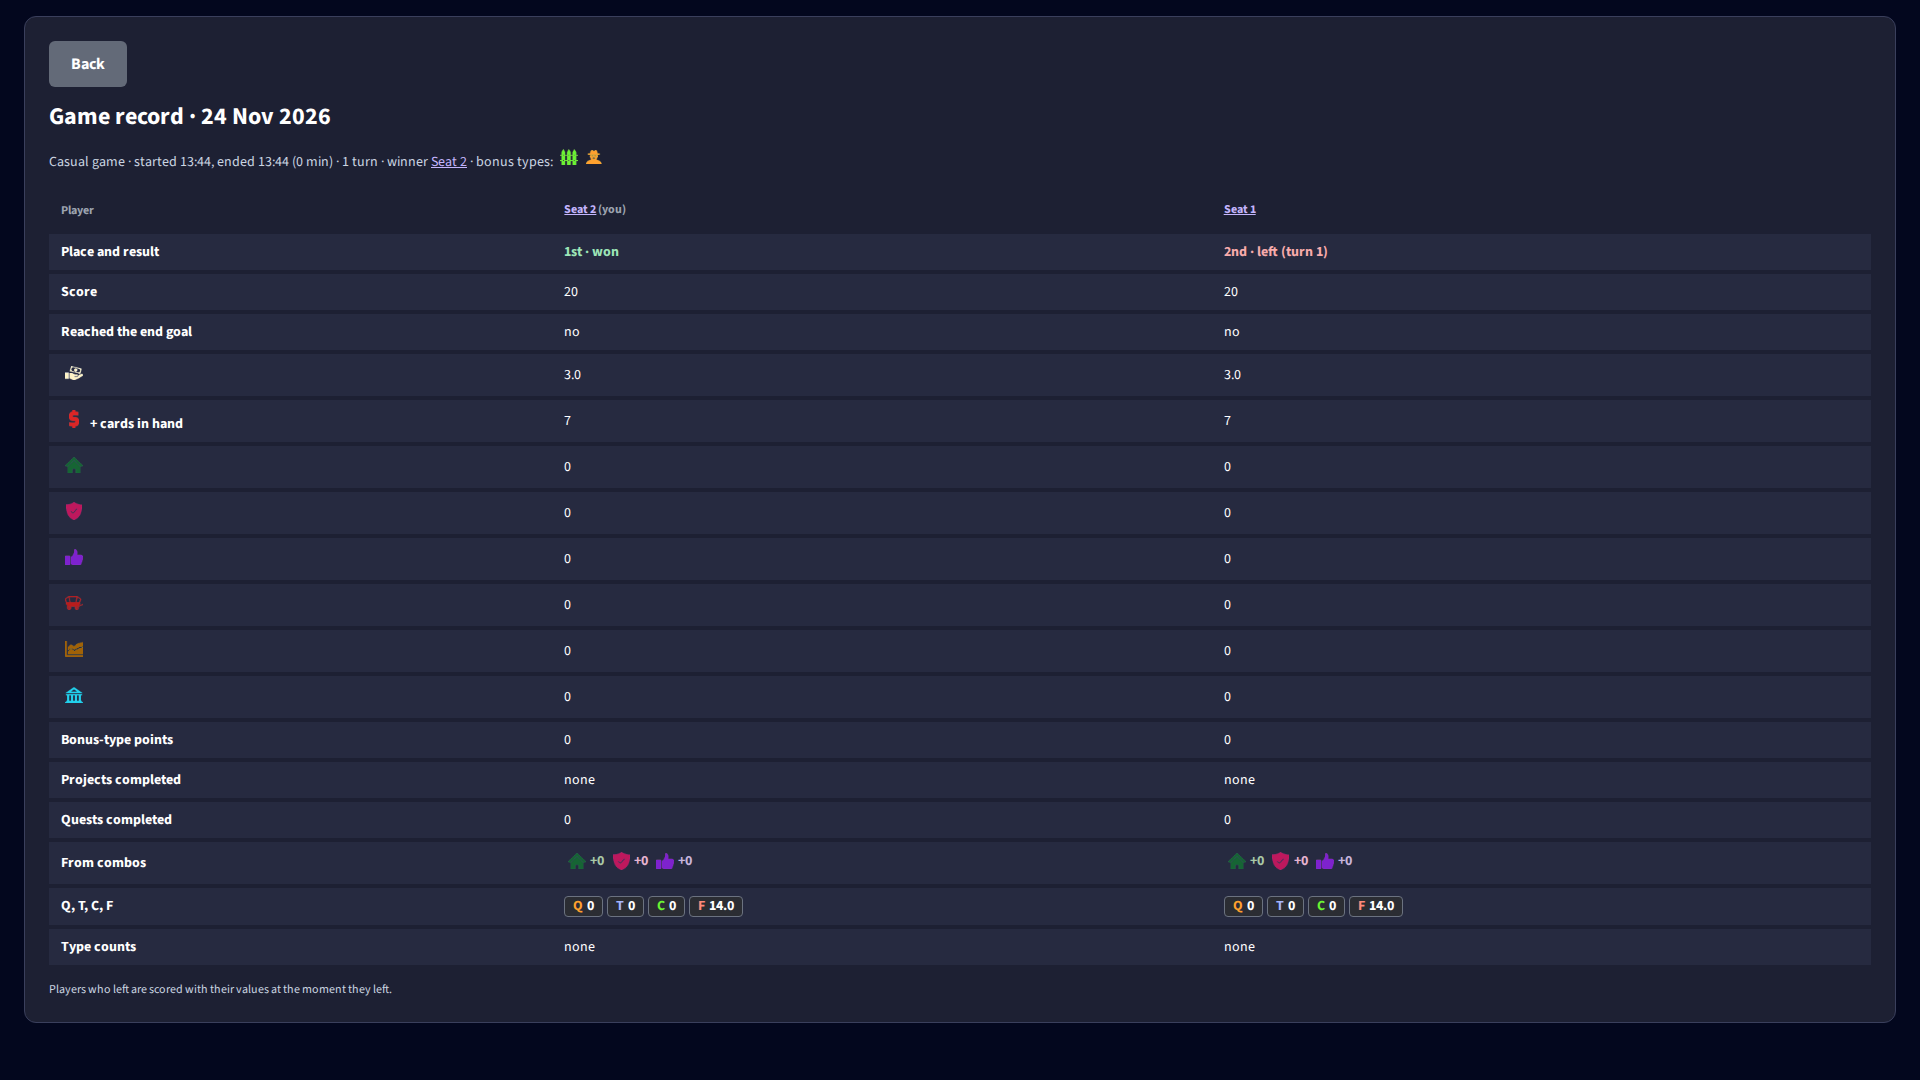 Back
Game record · 24 Nov 2026
Casual game · started 13:44, ended 13:44 (0 min) · 1 turn · winner Seat 2 · bonus types:
Player Seat 2 (you) Seat 1
Place and result 1st · won 2nd · left (turn 1)
Score 20 20
Reached the end goal no no
3.0 3.0
+ cards in hand 7 7
0 0
0 0
0 0
0 0
0 0
0 0
Bonus-type points 0 0
Projects completed none none
Quests completed 0 0
From combos +0 +0 +0 +0 +0 +0
Q, T, C, F Q 0 T 0 C 0 F 14.0 Q 0 T 0 C 0 F 14.0
Type counts none none
Players who left are scored with their values at the moment they left.